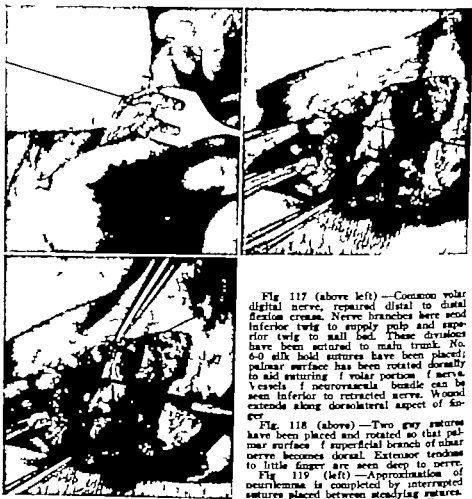 Fig 117 (above left) —Common volar
digital nerve, repaired distal to distal
flexion crease. Nerve branches here send
inferior twig to supply pulp and supe-
rior twig to nail bed. These divisions
have been sutured to main trunk. No.
6-0 silk hold sutures have been placed;
palmar surface has been rotated dorsally
to aid suturing f volar portion f nerve.
Vessels f neurovascula bundle can be
seen inferior to retracted nerve. Wound
extends along dorsolateral aspect of fin-
ger
Fig. 118 (above) —Two guy sutures
have been placed and rotated so that pal-
mar surface f superficial branch of ulnar
nerve becomes dorsal. Extensor tendons
to little finger are seen deep to nerve.
Fig 119 (left) —Approximation of
neurilemma is completed by interrupted
sutures placed between steadying sutures.